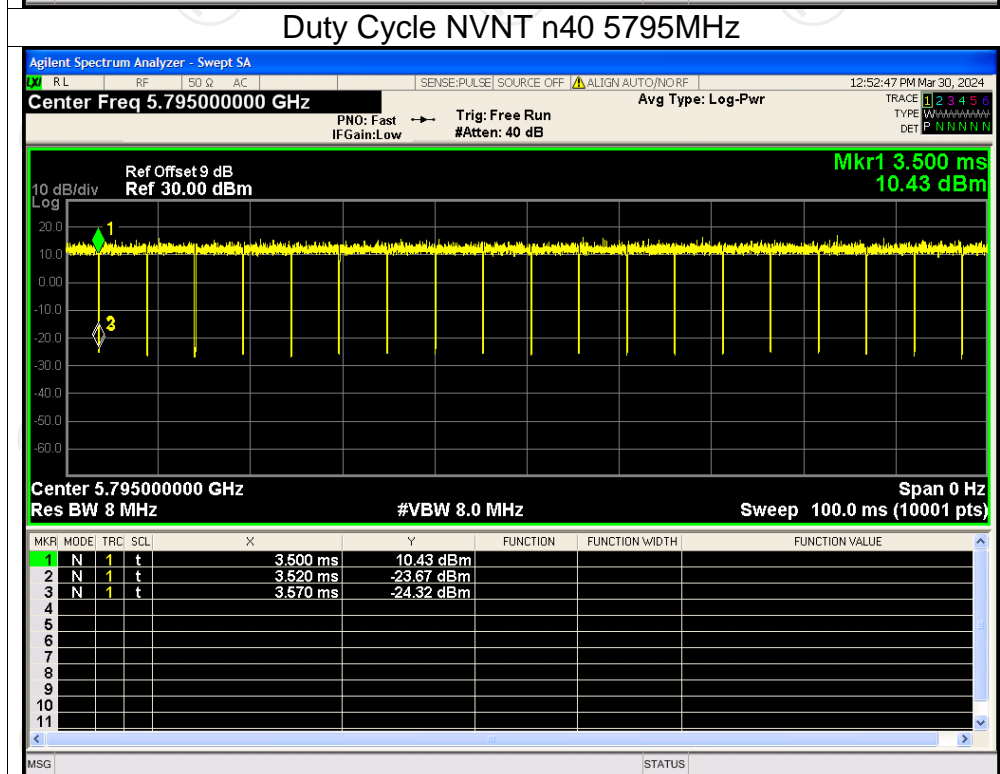 Duty Cycle NVNT n40 5795MHz
Agilent Spectrum Analyzer - Swept SA
LXI RL RF 50 Ω AC SENSE:PULSE SOURCE OFF ALIGN AUTO/NO RF 12:52:47 PM Mar 30, 2024
Center Freq 5.795000000 GHz Avg Type: Log-Pwr TRACE 1 2 3 4 5 6
PNO: Fast Trig: Free Run TYPE W
IFGain:Low #Atten: 40 dB DET P N N N N N
Mkr1 3.500 ms
Ref Offset 9 dB
10 dB/div Ref 30.00 dBm 10.43 dBm
Log
20.0
1
10.0
0.00
-10.0
3
-20.0
-30.0
-40.0
-50.0
-60.0
Center 5.795000000 GHz Span 0 Hz
Res BW 8 MHz #VBW 8.0 MHz Sweep 100.0 ms (10001 pts)
MKR MODE TRC SCL X Y FUNCTION FUNCTION WIDTH FUNCTION VALUE
1 N 1 t 3.500 ms 10.43 dBm
2 N 1 t 3.520 ms -23.67 dBm
3 N 1 t 3.570 ms -24.32 dBm
4
5
6
7
8
9
10
11
MSG STATUS